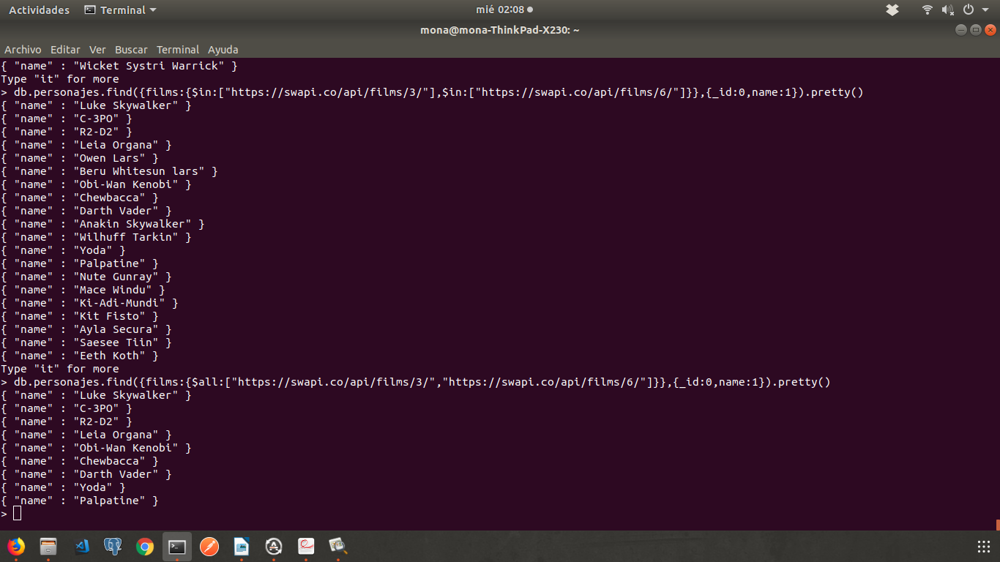 Actividades Terminal mié 02:08
mona@mona-ThinkPad-X230: ~
Archivo Editar Ver Buscar Terminal Ayuda
{ "name" : "Wicket Systri Warrick" }
Type "it" for more
> db.personajes.find({films:{$in:["https://swapi.co/api/films/3/"],$in:["https://swapi.co/api/films/6/"]}},{_id:0,name:1}).pretty()
{ "name" : "Luke Skywalker" }
{ "name" : "C-3PO" }
{ "name" : "R2-D2" }
{ "name" : "Leia Organa" }
{ "name" : "Owen Lars" }
{ "name" : "Beru Whitesun lars" }
{ "name" : "Obi-Wan Kenobi" }
{ "name" : "Chewbacca" }
{ "name" : "Darth Vader" }
{ "name" : "Anakin Skywalker" }
{ "name" : "Wilhuff Tarkin" }
{ "name" : "Yoda" }
{ "name" : "Palpatine" }
{ "name" : "Nute Gunray" }
{ "name" : "Mace Windu" }
{ "name" : "Ki-Adi-Mundi" }
{ "name" : "Kit Fisto" }
{ "name" : "Ayla Secura" }
{ "name" : "Saesee Tiin" }
{ "name" : "Eeth Koth" }
Type "it" for more
> db.personajes.find({films:{$all:["https://swapi.co/api/films/3/","https://swapi.co/api/films/6/"]}},{_id:0,name:1}).pretty()
{ "name" : "Luke Skywalker" }
{ "name" : "C-3PO" }
{ "name" : "R2-D2" }
{ "name" : "Leia Organa" }
{ "name" : "Obi-Wan Kenobi" }
{ "name" : "Chewbacca" }
{ "name" : "Darth Vader" }
{ "name" : "Yoda" }
{ "name" : "Palpatine" }
>